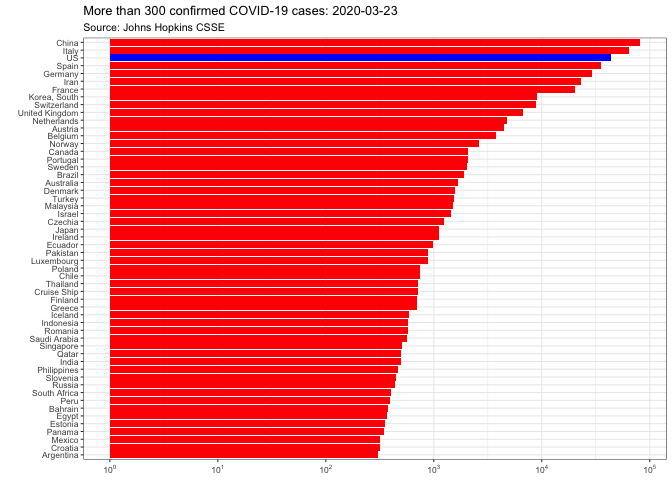 More than 300 confirmed COVID-19 cases: 2020-03-23
Source: Johns Hopkins CSSE
China
Italy
US
Spain
Germany
Iran
France
Korea, South
Switzerland
United Kingdom
Netherlands
Austria
Belgium
Norway
Canada
Portugal
Sweden
Brazil
Australia
Denmark
Turkey
Malaysia
Israel
Czechia
Japan
Ireland
Ecuador
Pakistan
Luxembourg
Poland
Chile
Thailand
Cruise Ship
Finland
Greece
Iceland
Indonesia
Romania
Saudi Arabia
Singapore
Qatar
India
Philippines
Slovenia
Russia
South Africa
Peru
Bahrain
Egypt
Estonia
Panama
Mexico
Croatia
Argentina
10⁰ 10¹ 10² 10³ 10⁴ 10⁵